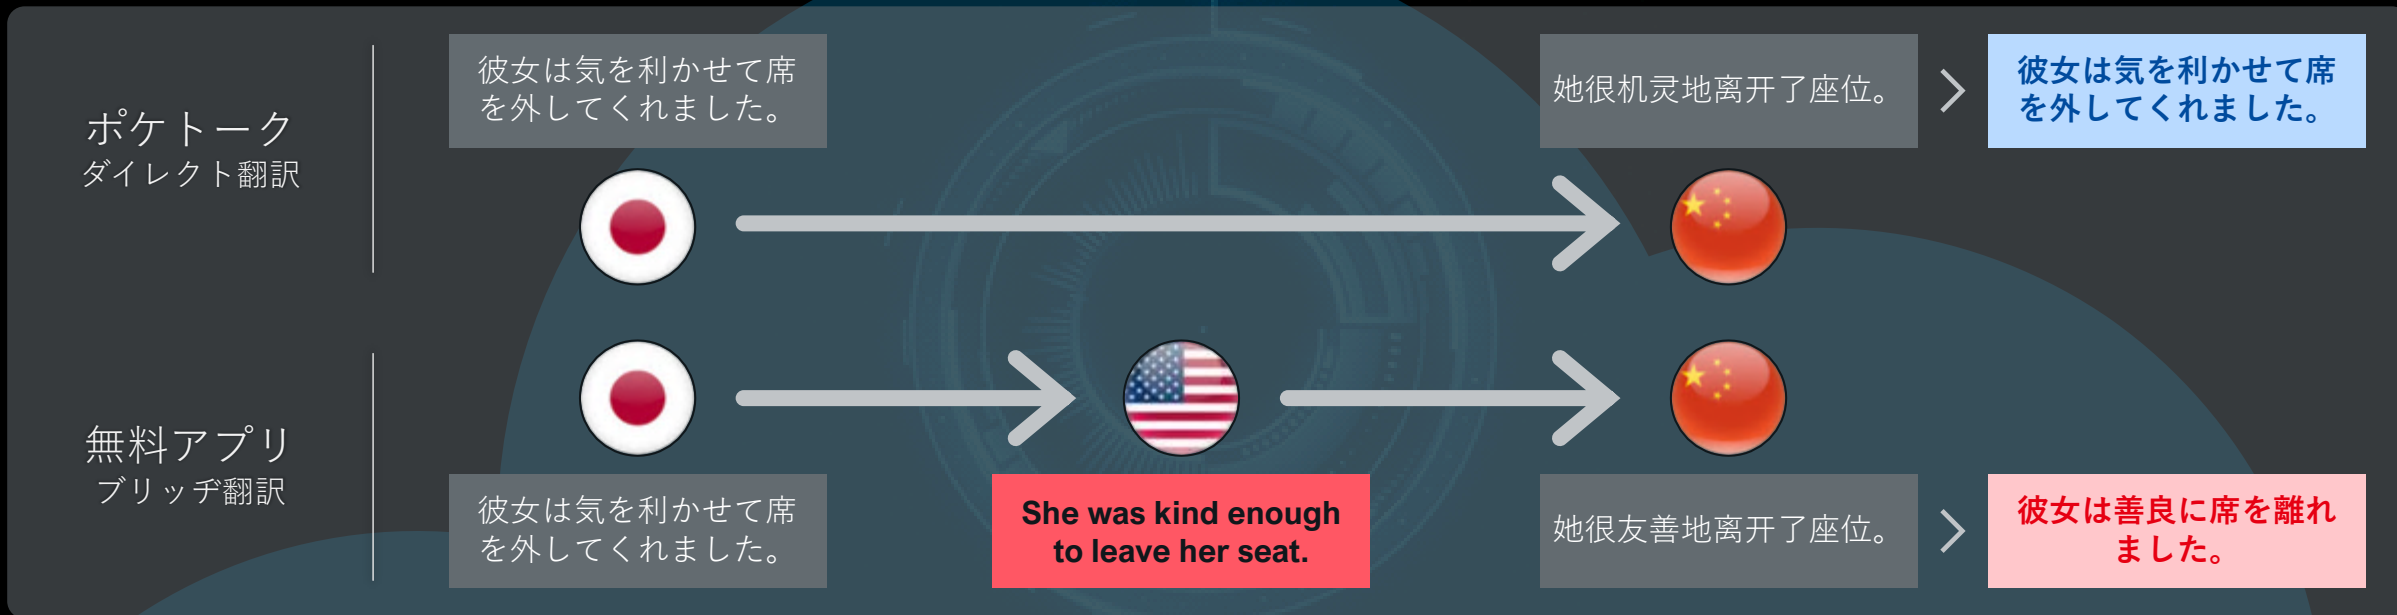 ポケトーク
ダイレクト翻訳
彼女は気を利かせて席
を外してくれました。
她很机灵地离开了座位。
彼女は気を利かせて席
を外してくれました。
無料アプリ
ブリッヂ翻訳
彼女は気を利かせて席
を外してくれました。
She was kind enough
to leave her seat.
她很友善地离开了座位。
彼女は善良に席を離れ
ました。